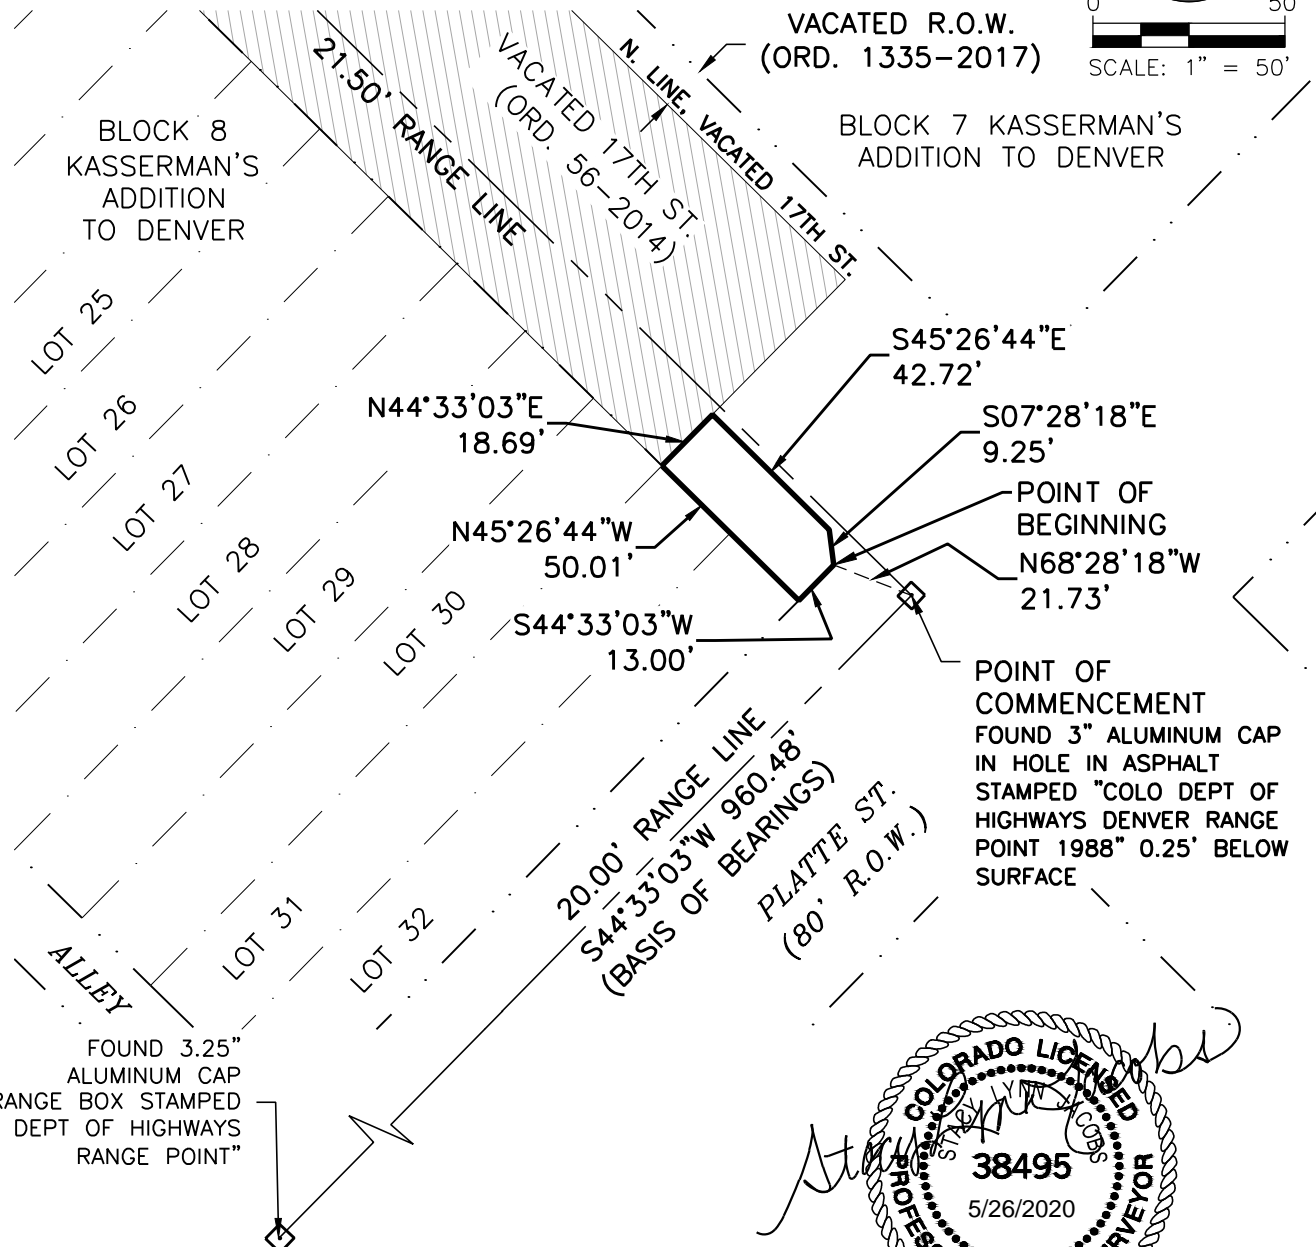 VACATED R.O.W.
(ORD. 1335-2017)
0 50
SCALE: 1" = 50'
N. LINE, VACATED 17TH ST.
VACATED 17TH ST.
(ORD. 56-2014)
21.50' RANGE LINE
BLOCK 8
KASSERMAN'S
ADDITION
TO DENVER
BLOCK 7 KASSERMAN'S
ADDITION TO DENVER
LOT 25
LOT 26
LOT 27
LOT 28
LOT 29
LOT 30
LOT 31
LOT 32
S45°26'44"E
42.72'
N44°33'03"E
18.69'
S07°28'18"E
9.25'
POINT OF
BEGINNING
N45°26'44"W
50.01'
N68°28'18"W
21.73'
S44°33'03"W
13.00'
POINT OF
COMMENCEMENT
FOUND 3" ALUMINUM CAP
IN HOLE IN ASPHALT
STAMPED "COLO DEPT OF
HIGHWAYS DENVER RANGE
POINT 1988" 0.25' BELOW
SURFACE
20.00' RANGE LINE
S44°33'03"W 960.48'
(BASIS OF BEARINGS)
PLATTE ST.
(80' R.O.W.)
ALLEY
FOUND 3.25"
ALUMINUM CAP
RANGE BOX STAMPED
DEPT OF HIGHWAYS
RANGE POINT"
COLORADO LICENSED
STACEY LYNN JACOBS
38495
5/26/2020